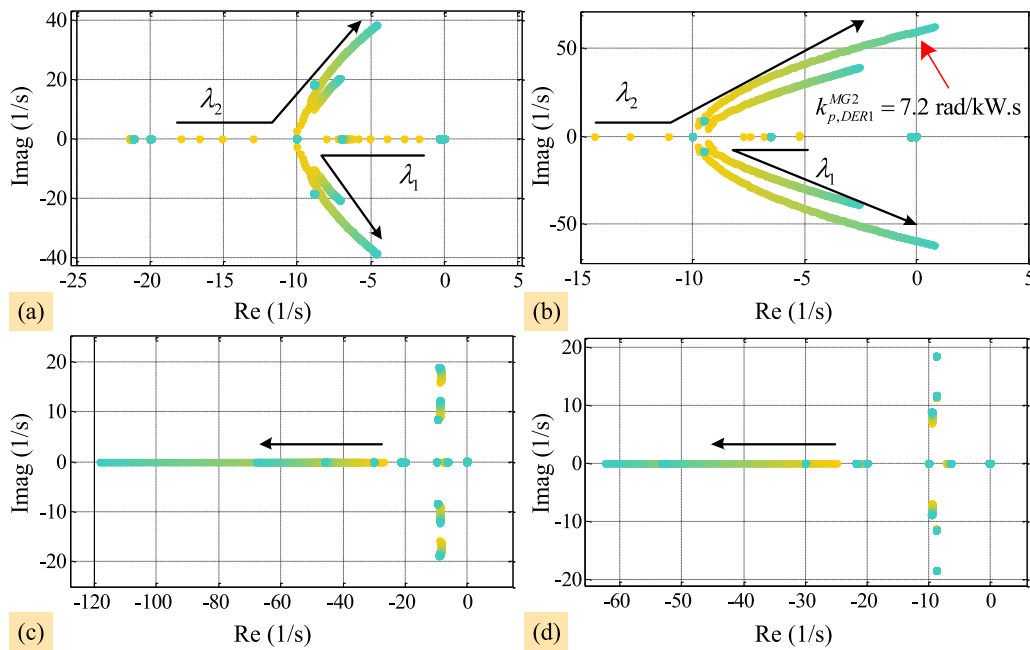 40
20
0
-20
-40
Imag (1/s)
λ₂
λ₁
-25 -20 -15 -10 -5 0 5
Re (1/s)
(a)
50
0
-50
Imag (1/s)
λ₂
λ₁
k_{p,DER1}^{MG2} = 7.2 rad/kW.s
-15 -10 -5 0 5
Re (1/s)
(b)
20
10
0
-10
-20
Imag (1/s)
-120 -100 -80 -60 -40 -20 0
Re (1/s)
(c)
20
10
0
-10
-20
Imag (1/s)
-60 -50 -40 -30 -20 -10 0
Re (1/s)
(d)